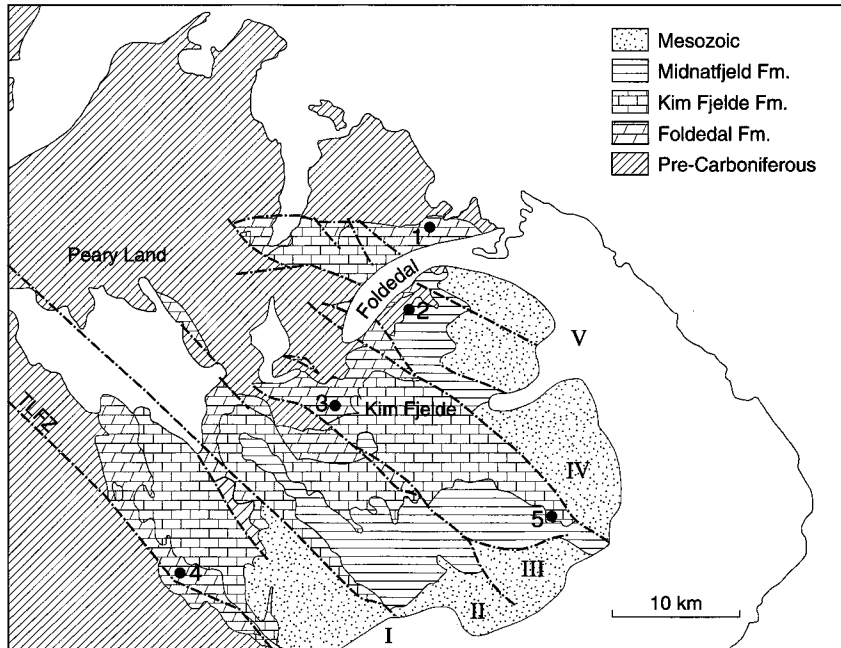 Mesozoic
Midnatfjeld Fm.
Kim Fjelde Fm.
Foldedal Fm.
Pre-Carboniferous
Peary Land
1
Foldedal
2
V
TLFZ
3
Kim Fjelde
IV
5
4
III
II
I
10 km